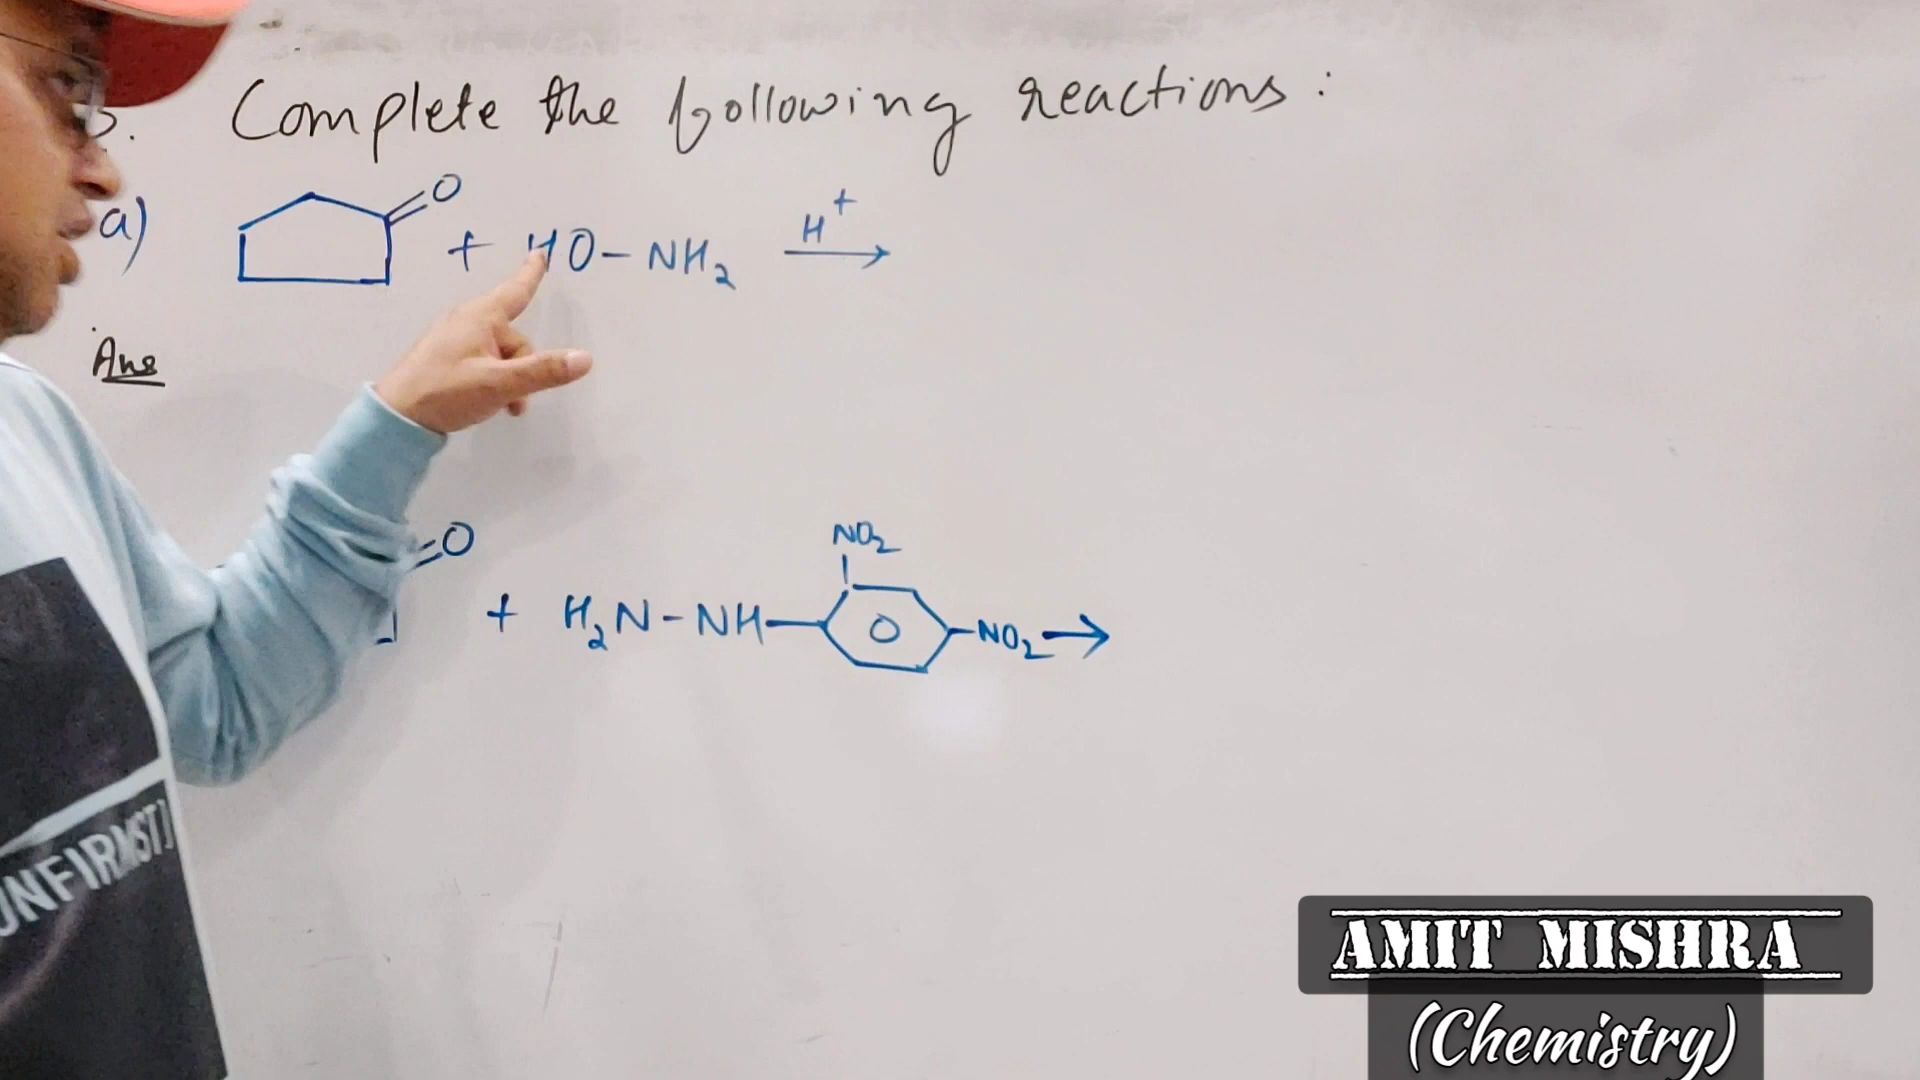 Complete the following reactions:
a) O + HO-NH₂ H⁺ →
Ans
NO₂
O + H₂N-NH- O -NO₂ →
UNFIRMST
AMIT MISHRA
(Chemistry)